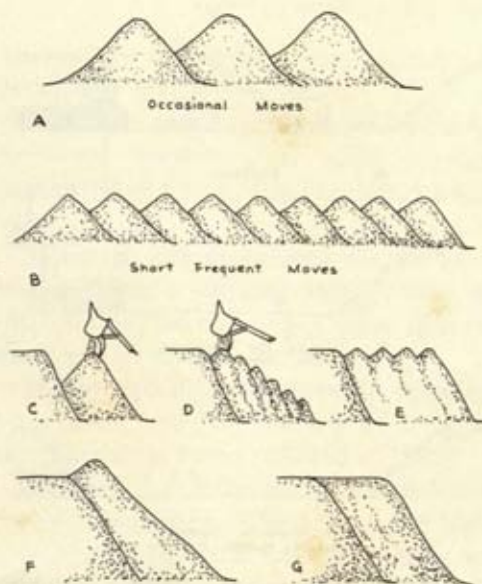 Occasional Moves
A
Short Frequent Moves
B
C D E
F G